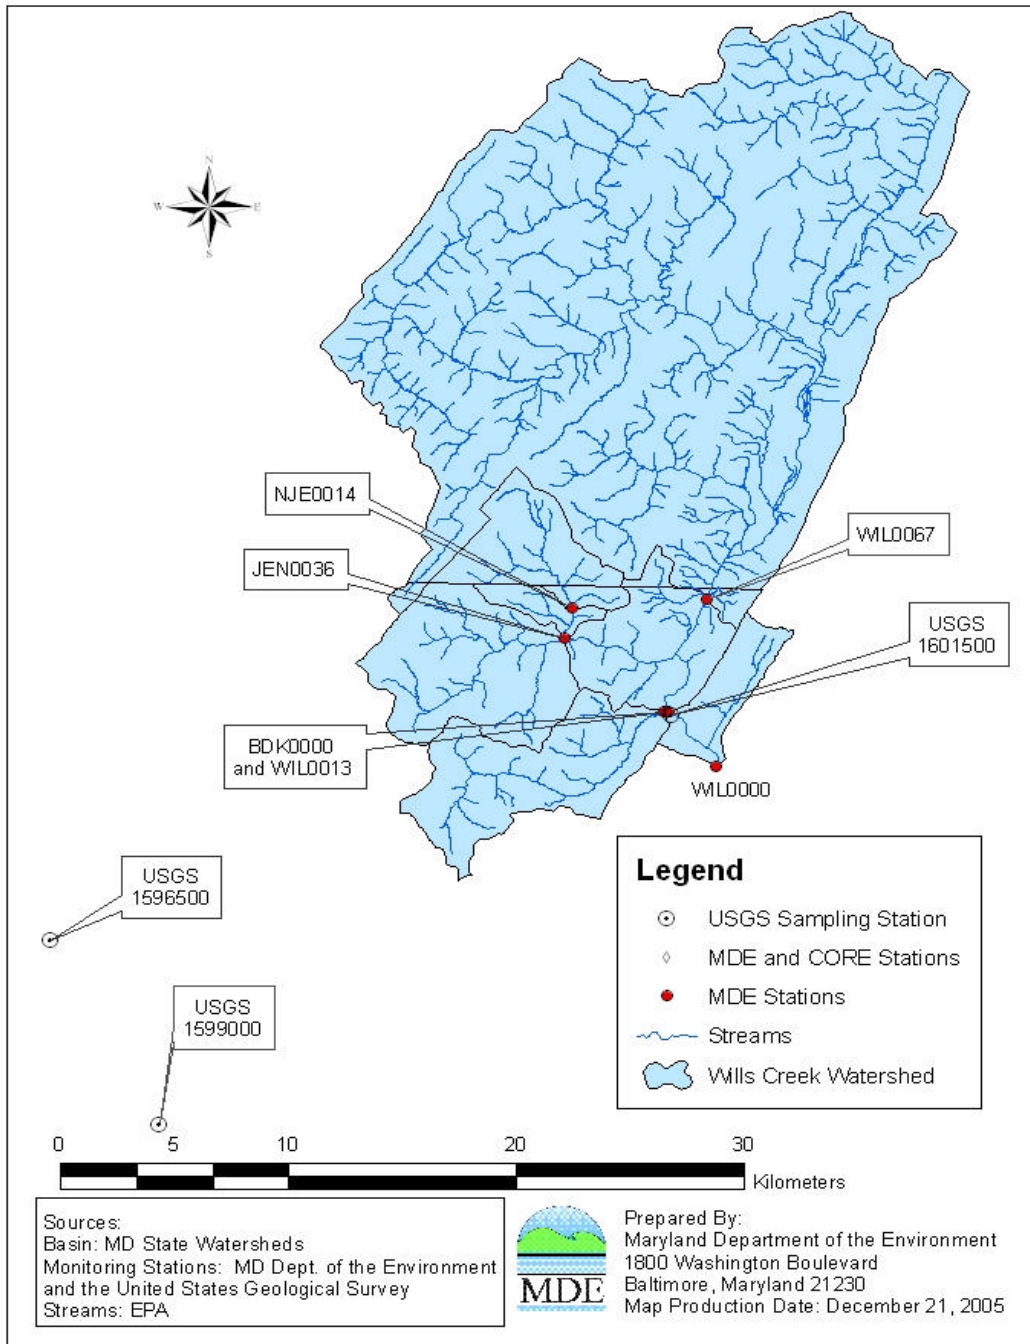 N
W E
S
NJE0014
WIL0067
JEN0036
USGS
1601500
BDK0000
and WIL0013
WIL0000
USGS
1596500
USGS
1599000
Legend
USGS Sampling Station
MDE and CORE Stations
MDE Stations
Streams
Wills Creek Watershed
0 5 10 20 30
Kilometers
Sources:
Basin: MD State Watersheds
Monitoring Stations: MD Dept. of the Environment
and the United States Geological Survey
Streams: EPA
MDE
Prepared By:
Maryland Department of the Environment
1800 Washington Boulevard
Baltimore, Maryland 21230
Map Production Date: December 21, 2005